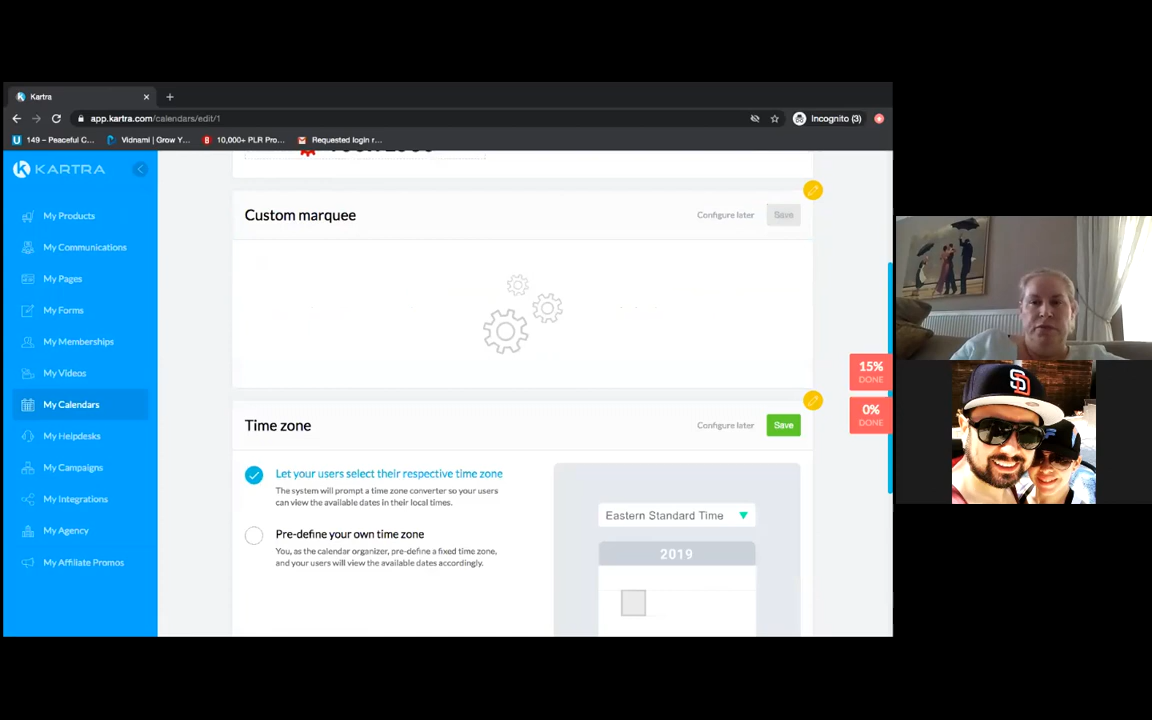 Kartra
app.kartra.com/calendars/edit/1
Incognito (3)
149 – Peaceful C...
Vidnami | Grow Y...
10,000+ PLR Pro...
Requested login r...
KARTRA
My Products
My Communications
My Pages
My Forms
My Memberships
My Videos
My Calendars
My Helpdesks
My Campaigns
My Integrations
My Agency
My Affiliate Promos
Custom marquee
Configure later
Save
15%
DONE
0%
DONE
Time zone
Configure later
Save
Let your users select their respective time zone
The system will prompt a time zone converter so your users
can view the available dates in their local times.
Pre-define your own time zone
You, as the calendar organizer, pre-define a fixed time zone,
and your users will view the available dates accordingly.
Eastern Standard Time
2019
SD